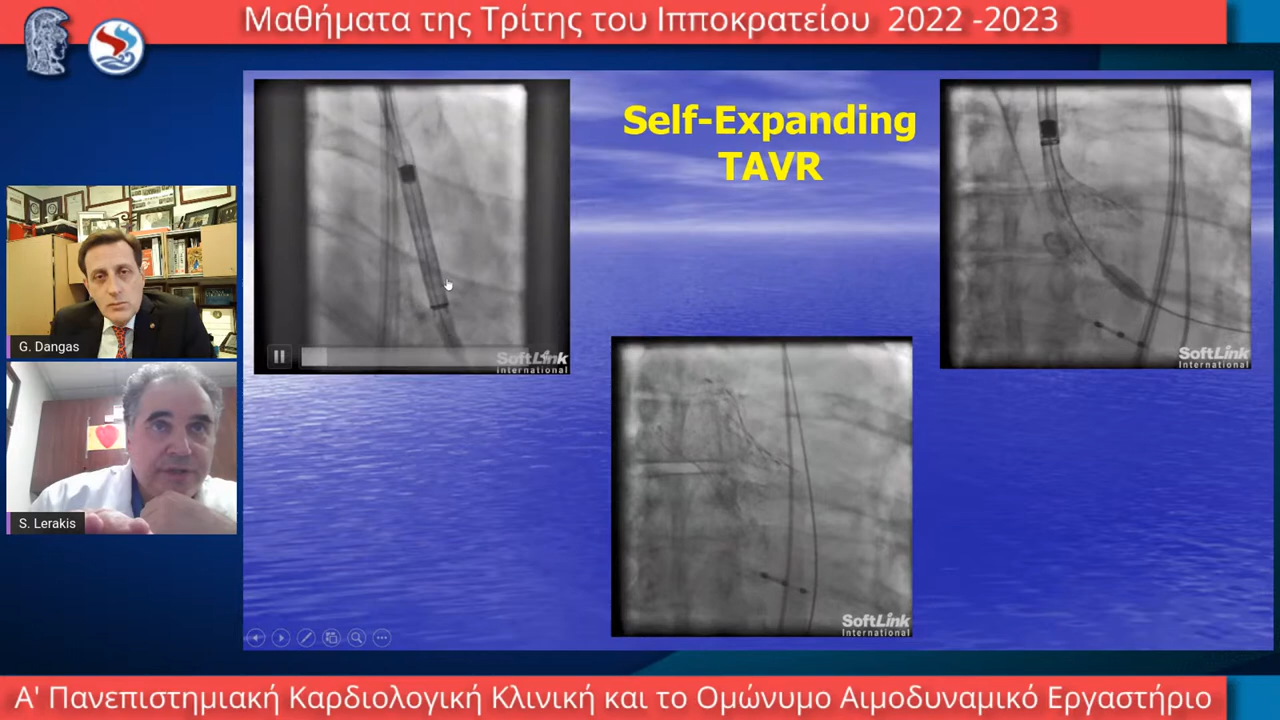 Μαθήματα της Τρίτης του Ιπποκρατείου 2022 -2023
Self-Expanding
TAVR
SoftLink
International
SoftLink
International
SoftLink
International
G. Dangas
S. Lerakis
Α' Πανεπιστημιακή Καρδιολογική Κλινική και το Ομώνυμο Αιμοδυναμικό Εργαστήριο